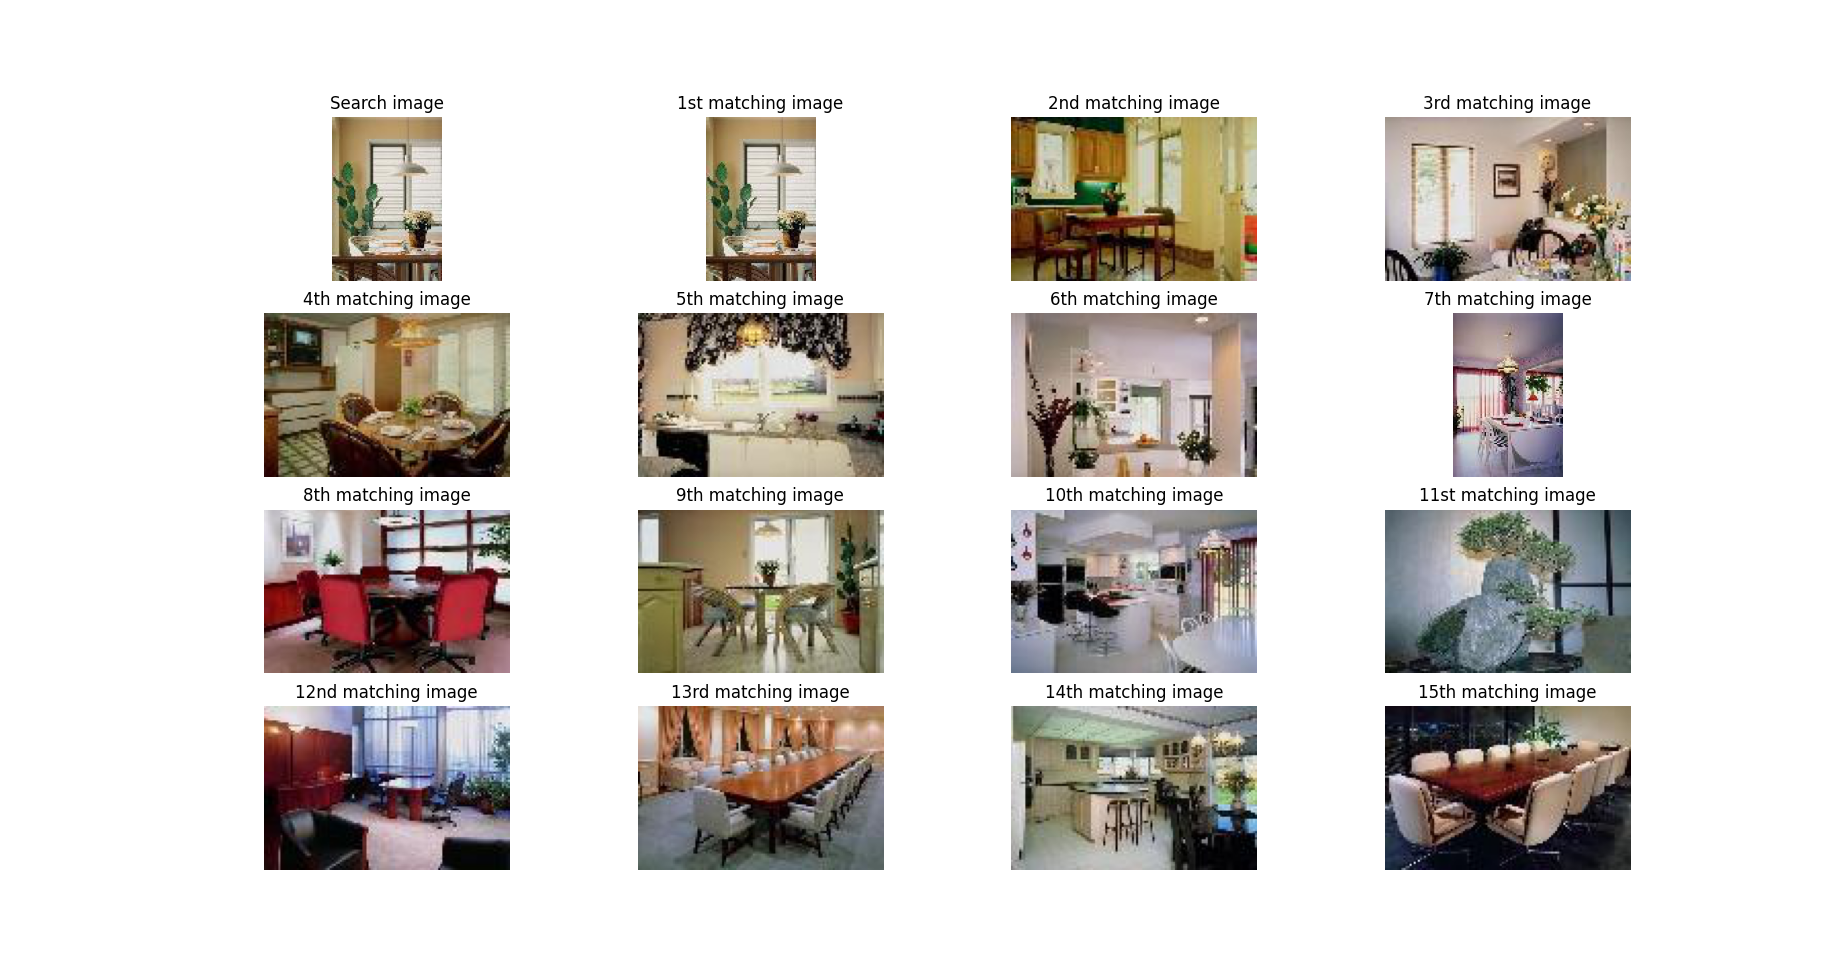 Search image
1st matching image
2nd matching image
3rd matching image
4th matching image
5th matching image
6th matching image
7th matching image
8th matching image
9th matching image
10th matching image
11st matching image
12nd matching image
13rd matching image
14th matching image
15th matching image